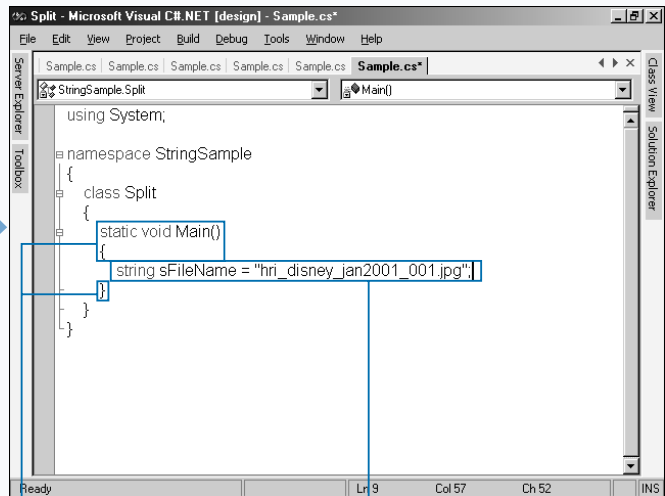 Split - Microsoft Visual C#.NET [design] - Sample.cs*
File Edit View Project Build Debug Tools Window Help
Server Explorer
Toolbox
Sample.cs Sample.cs Sample.cs Sample.cs Sample.cs Sample.cs*
StringSample.Split Main()
using System;
namespace StringSample
{
class Split
{
static void Main()
{
string sFileName = "hri_disney_jan2001_001.jpg";
}
}
}
Class View
Solution Explorer
Ready Ln 9 Col 57 Ch 52 INS